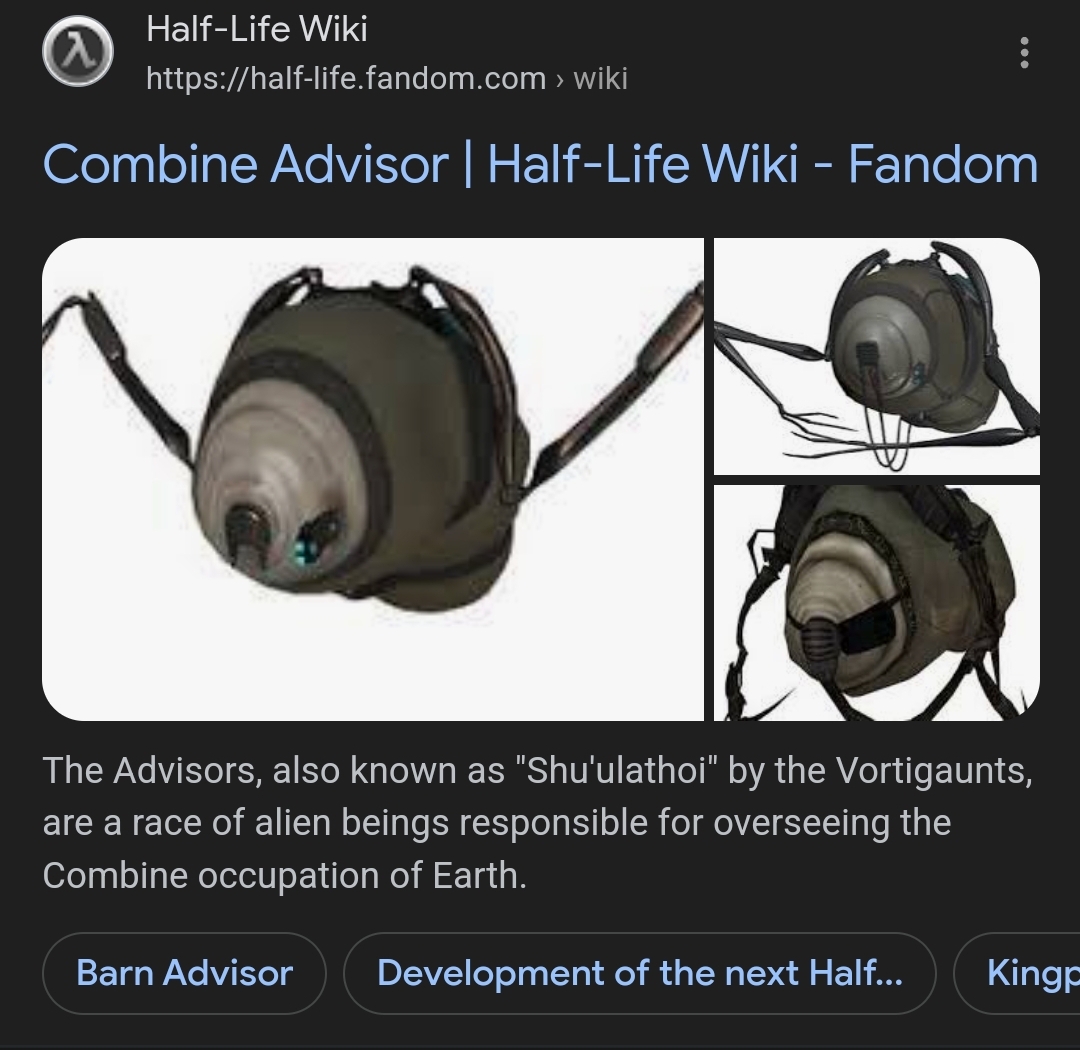 Half-Life Wiki
https://half-life.fandom.com › wiki
Combine Advisor | Half-Life Wiki - Fandom
The Advisors, also known as "Shu'ulathoi" by the Vortigaunts,
are a race of alien beings responsible for overseeing the
Combine occupation of Earth.
Barn Advisor
Development of the next Half...
Kingp